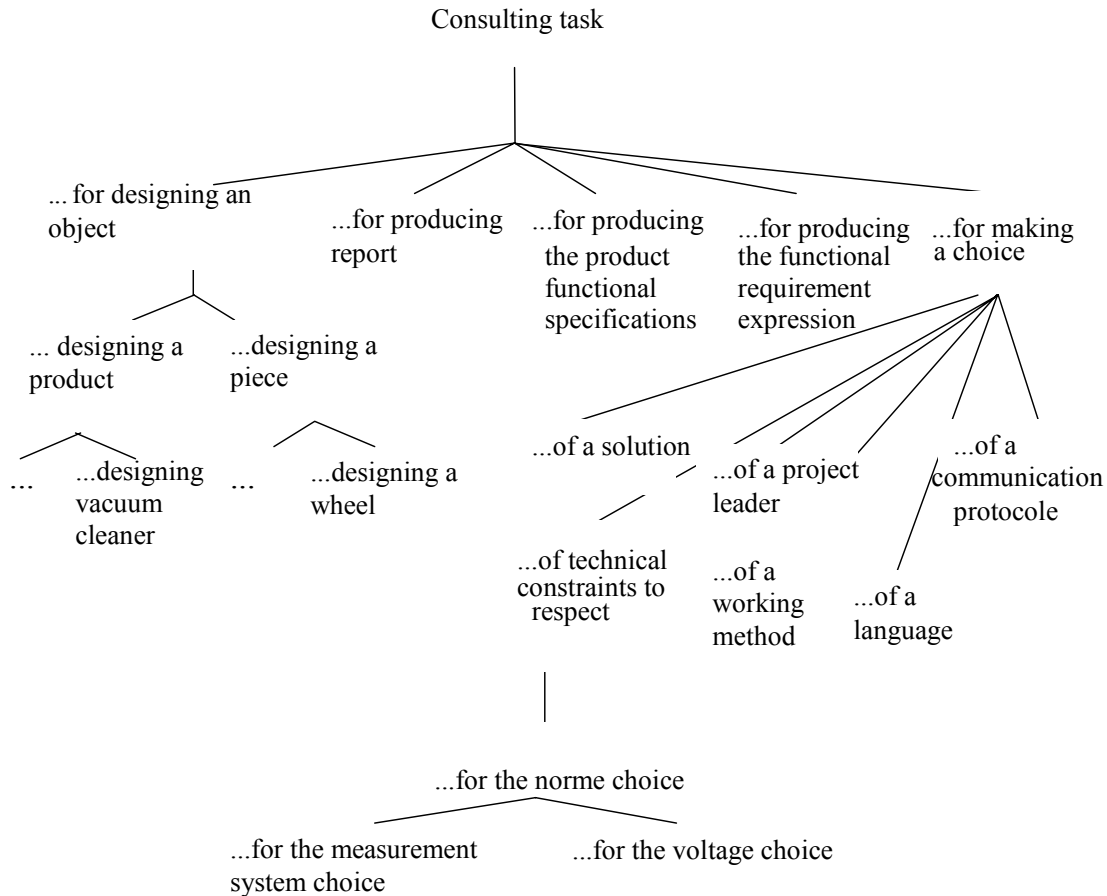 Consulting task
... for designing an
object
...for producing
report
...for producing
the product
functional
specifications
...for producing
the functional
requirement
expression
...for making
a choice
... designing a
product
...designing a
piece
...
...designing
vacuum
cleaner
...
...designing a
wheel
...of a solution
...of a project
leader
...of a
communication
protocole
...of technical
constraints to
respect
...of a
working
method
...of a
language
...for the norme choice
...for the measurement
system choice
...for the voltage choice